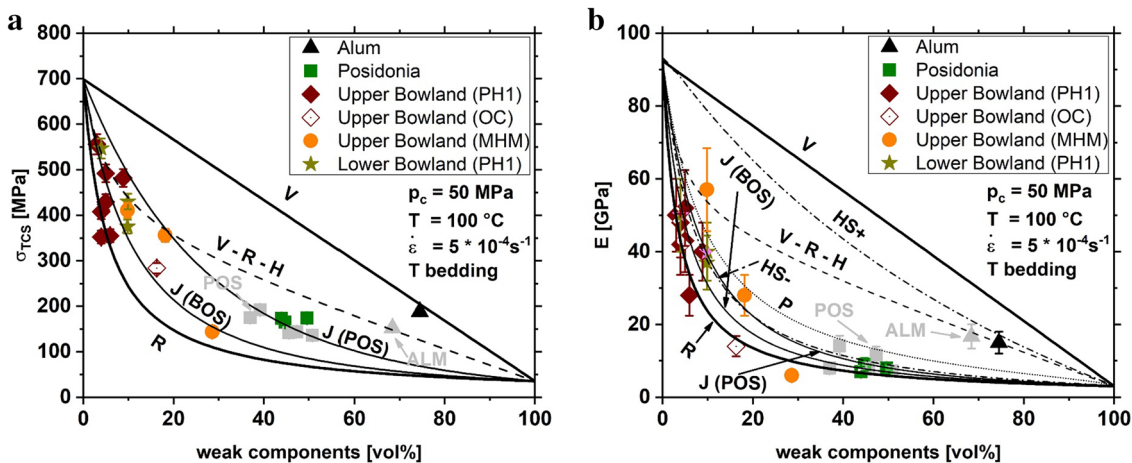 a
800
700
600
500
400
300
200
100
0
σTCS [MPa]
0 20 40 60 80 100
weak components [vol%]
Alum
Posidonia
Upper Bowland (PH1)
Upper Bowland (OC)
Upper Bowland (MHM)
Lower Bowland (PH1)
pc = 50 MPa
T = 100 °C
ε̇ = 5 * 10-4s-1
T bedding
V
V - R - H
POS
J (BOS)
J (POS)
R
ALM
b
100
80
60
40
20
0
E [GPa]
0 20 40 60 80 100
weak components [vol%]
Alum
Posidonia
Upper Bowland (PH1)
Upper Bowland (OC)
Upper Bowland (MHM)
Lower Bowland (PH1)
pc = 50 MPa
T = 100 °C
ε̇ = 5 * 10-4s-1
T bedding
V
J (BOS)
HS+
V - R - H
HS-
P
POS
ALM
R
J (POS)